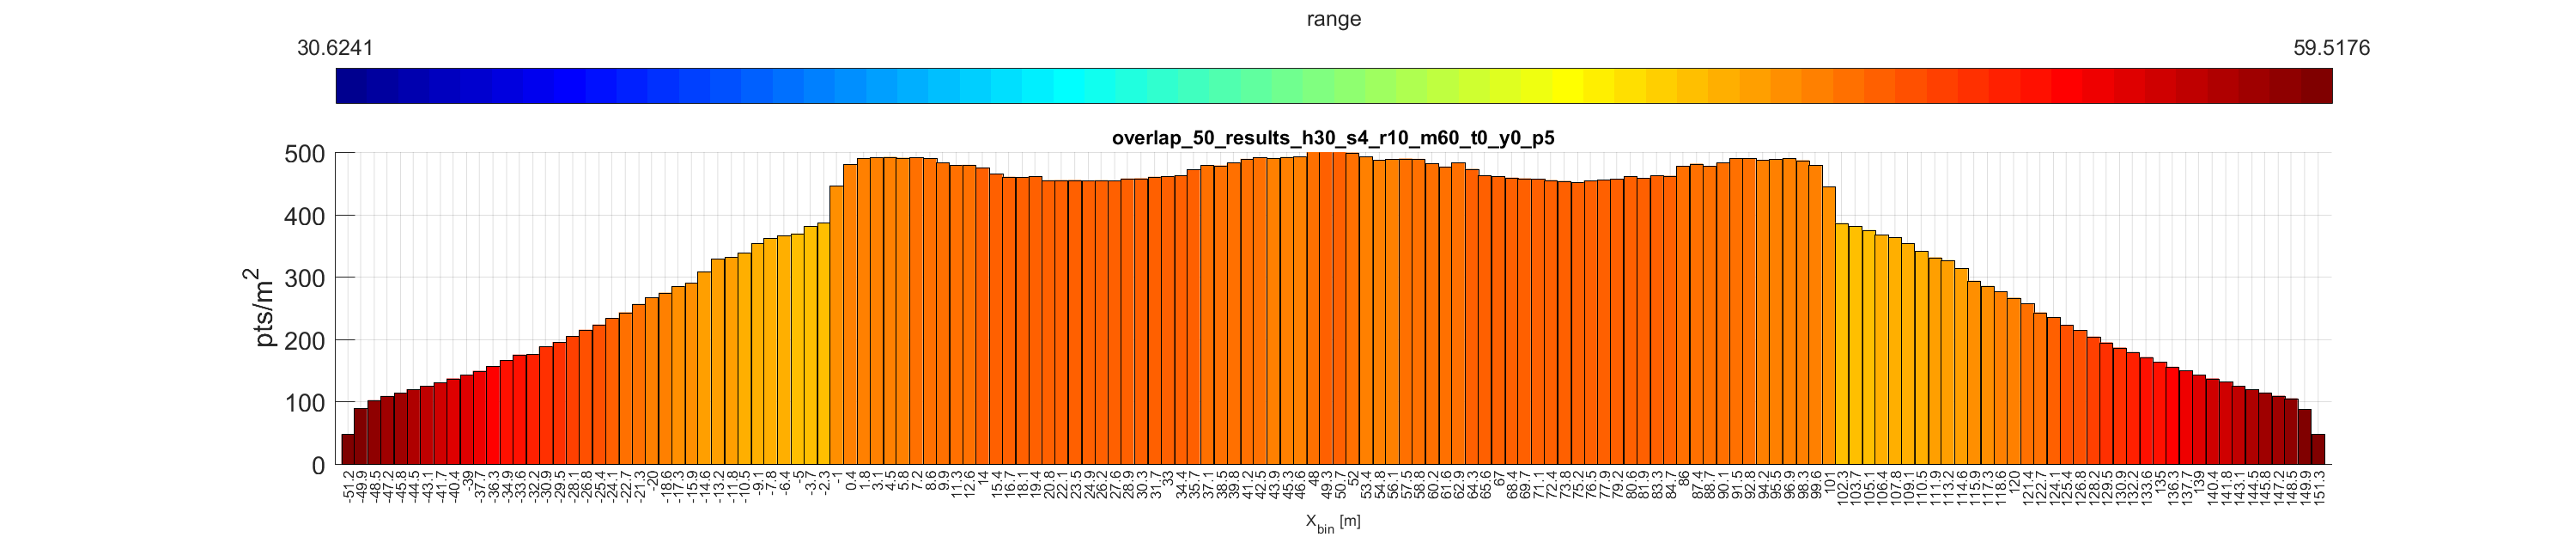 range
30.6241 59.5176
overlap_50_results_h30_s4_r10_m60_t0_y0_p5
500
400
300
200
100
0
pts/m2
-51.2 -49.9 -48.5 -47.2 -45.8 -44.5 -43.1 -41.7 -40.4 -39 -37.7 -36.3 -34.9 -33.6 -32.2 -30.9 -29.5 -28.1 -26.8 -25.4 -24.1 -22.7 -21.3 -20 -18.6 -17.3 -15.9 -14.6 -13.2 -11.8 -10.5 -9.1 -7.8 -6.4 -5 -3.7 -2.3 -1 0.4 1.8 3.1 4.5 5.8 7.2 8.6 9.9 11.3 12.6 14 15.4 16.7 18.1 19.4 20.8 22.1 23.5 24.9 26.2 27.6 28.9 30.3 31.7 33 34.4 35.7 37.1 38.5 39.8 41.2 42.5 43.9 45.3 46.6 48 49.3 50.7 52 53.4 54.8 56.1 57.5 58.8 60.2 61.6 62.9 64.3 65.6 67 68.4 69.7 71.1 72.4 73.8 75.2 76.5 77.9 79.2 80.6 81.9 83.3 84.7 86 87.4 88.7 90.1 91.5 92.8 94.2 95.5 96.9 98.3 99.6 101 102.3 103.7 105.1 106.4 107.8 109.1 110.5 111.9 113.2 114.6 115.9 117.3 118.6 120 121.4 122.7 124.1 125.4 126.8 128.2 129.5 130.9 132.2 133.6 135 136.3 137.7 139 140.4 141.8 143.1 144.5 145.8 147.2 148.5 149.9 151.3
Xbin [m]